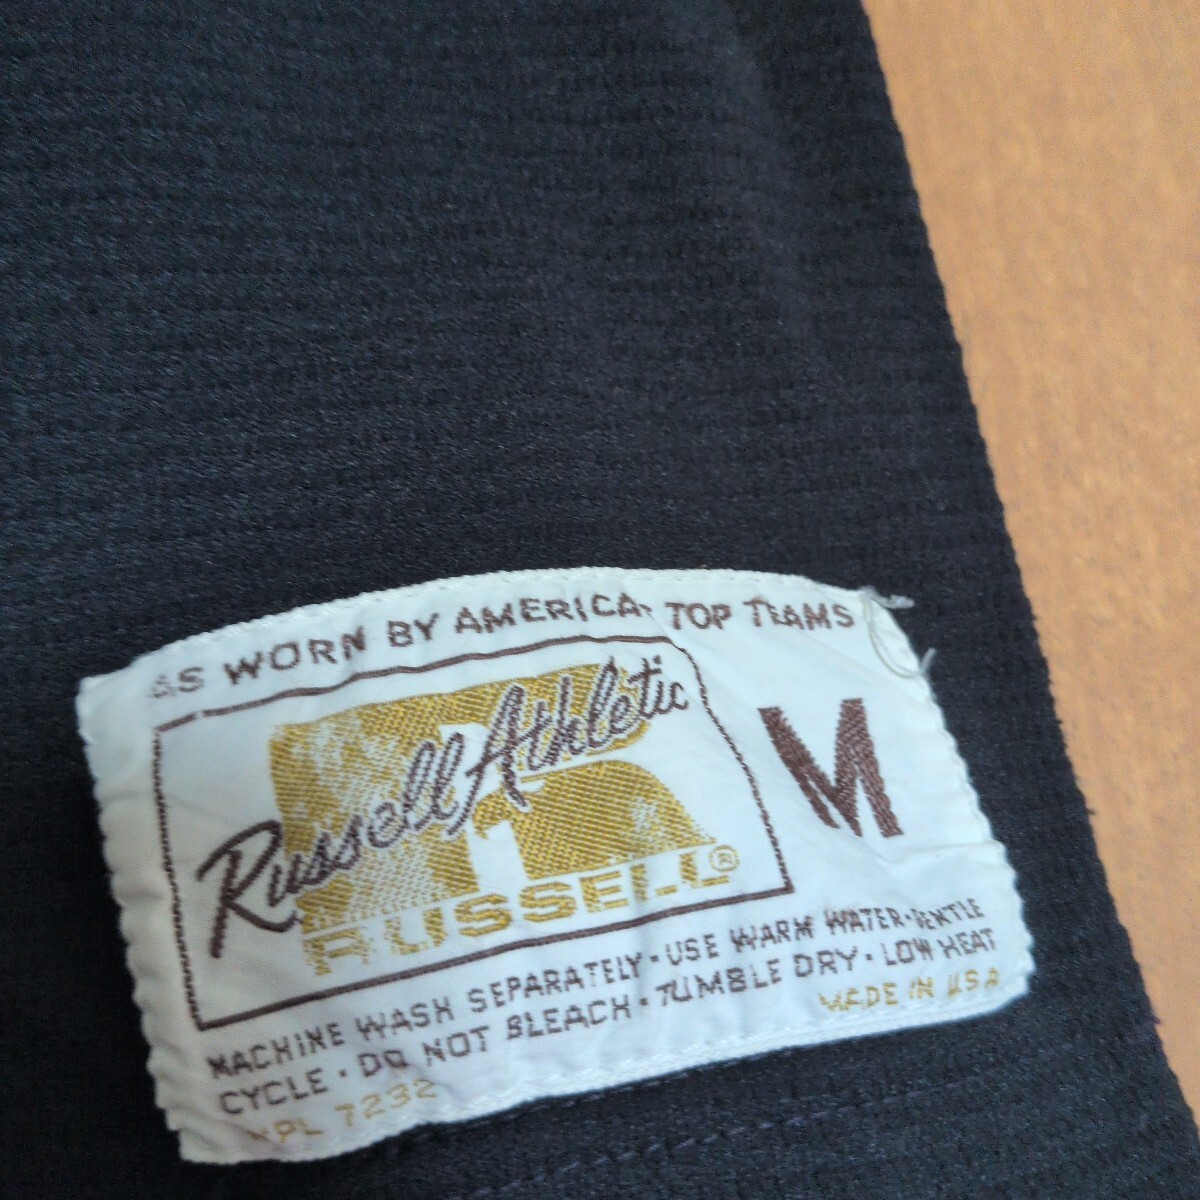 AS WORN BY AMERICA· TOP TEAMS
Russell Athletic
RUSSELL®
M
MACHINE WASH SEPARATELY · USE WARM WATER · GENTLE
CYCLE · DO NOT BLEACH · TUMBLE DRY · LOW HEAT
WPL 7232 MADE IN U.S.A